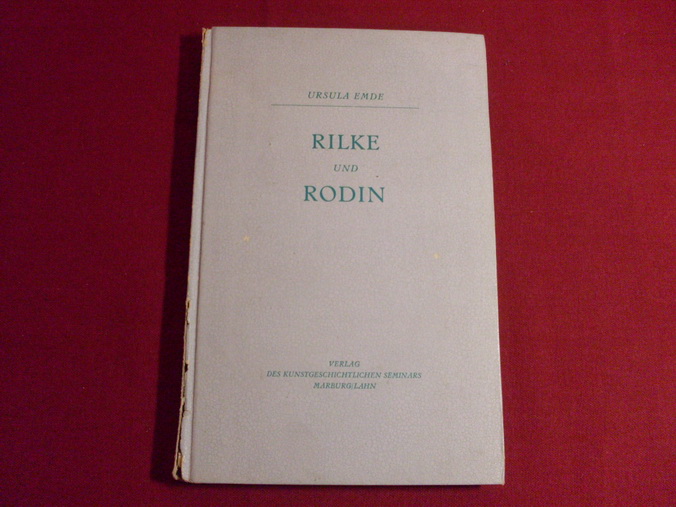 URSULA EMDE
RILKE
UND
RODIN
VERLAG
DES KUNSTGESCHICHTLICHEN SEMINARS
MARBURG/LAHN